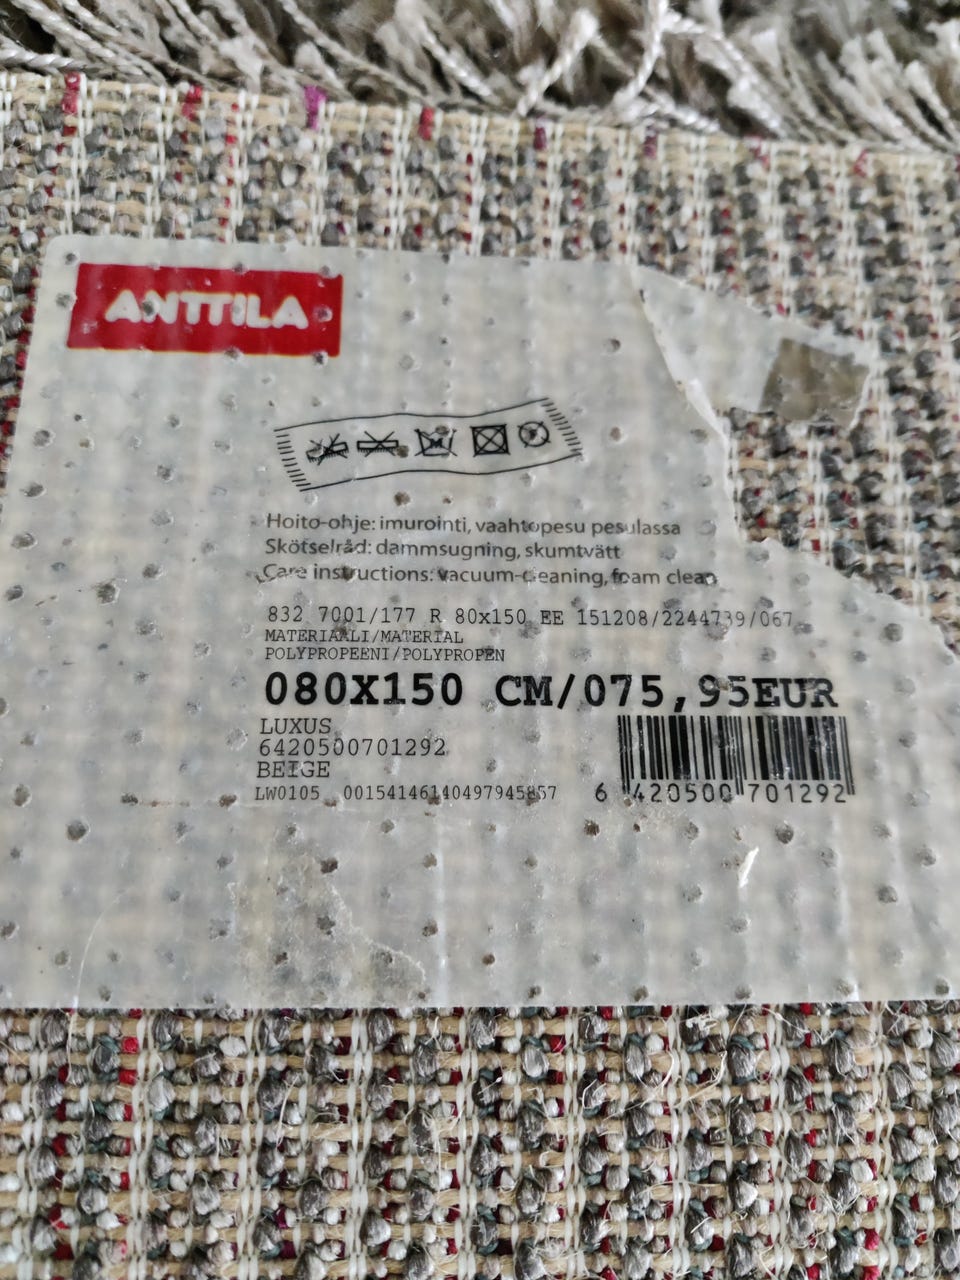 ANTTILA
Hoito-ohje: imurointi, vaahtopesu pesulassa
Skötselråd: dammsugning, skumtvätt
Care instructions: vacuum-cleaning, foam clean
832 7001/177 R 80x150 EE 151208/2244739/067
MATERIAALI/MATERIAL
POLYPROPEENI/POLYPROPEN
080X150 CM/075,95EUR
LUXUS
6420500701292
BEIGE
LW0105 00154146140497945857
6 420500 701292